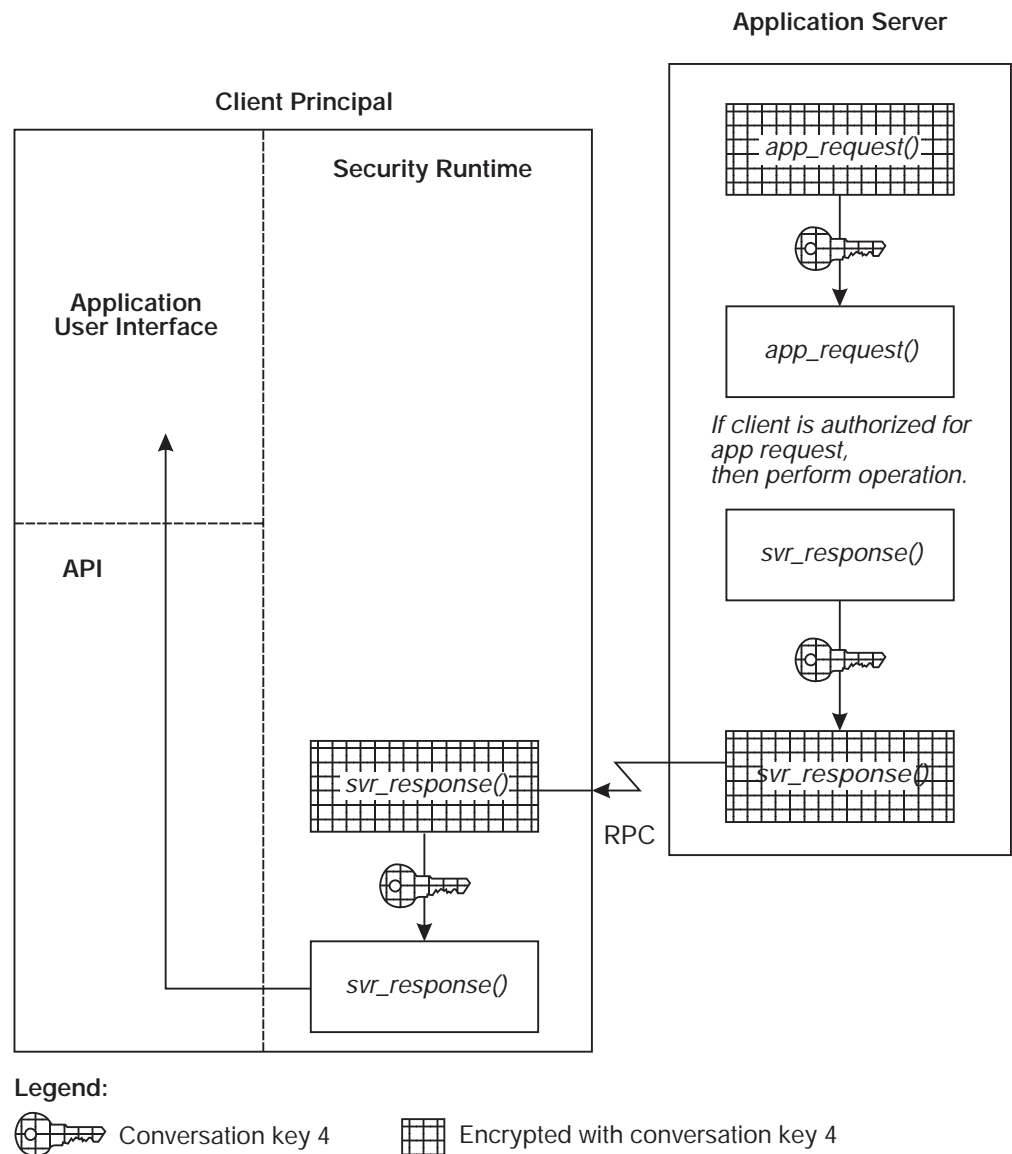 Application Server
Client Principal
app_request()
Security Runtime
Application
User Interface
app_request()
If client is authorized for
app request,
then perform operation.
API
svr_response()
svr_response()
svr_response()
RPC
svr_response()
Legend:
Conversation key 4
Encrypted with conversation key 4